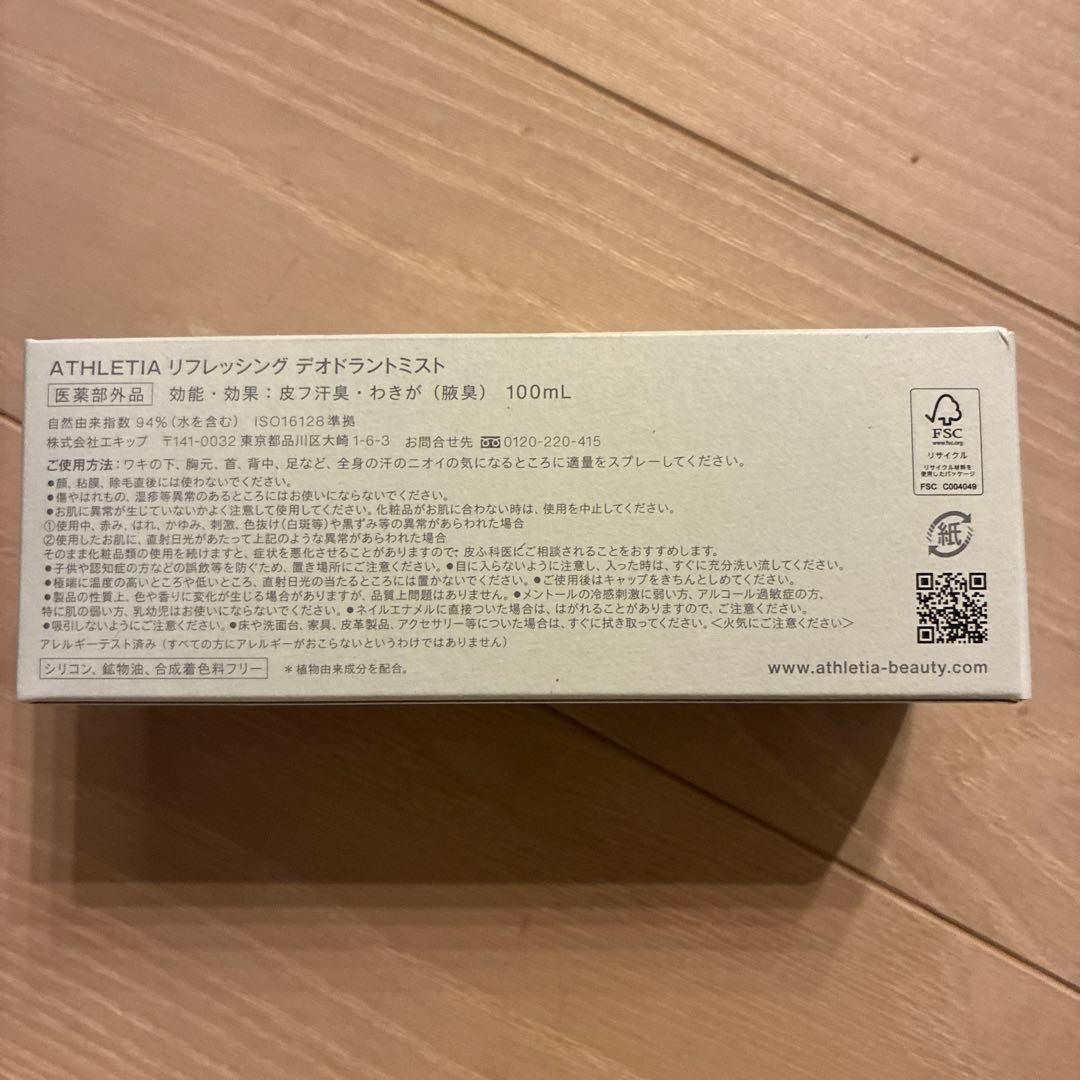 ATHLETIA リフレッシング デオドラントミスト
医薬部外品 効能・効果：皮フ汗臭・わきが（腋臭） 100mL
自然由来指数 94％（水を含む） ISO16128準拠
株式会社エキップ 〒141-0032 東京都品川区大崎 1-6-3 お問合せ先 0120-220-415
ご使用方法：ワキの下、胸元、首、背中、足など、全身の汗のニオイの気になるところに適量をスプレーしてください。
●顔、粘膜、除毛直後には使わないでください。
●傷やはれもの、湿疹等異常のあるところにはお使いにならないでください。
●お肌に異常が生じていないかよく注意して使用してください。化粧品がお肌に合わない時は、使用を中止してください。
①使用中、赤み、はれ、かゆみ、刺激、色抜け（白斑等）や黒ずみ等の異常があらわれた場合
②使用したお肌に、直射日光があたって上記のような異常があらわれた場合
そのまま化粧品類の使用を続けますと、症状を悪化させることがありますので、皮ふ科医にご相談されることをおすすめします。
●子供や認知症の方などの誤飲等を防ぐため、置き場所にご注意ください。●目に入らないように注意し、入った時は、すぐに充分洗い流してください。
●極端に温度の高いところや低いところ、直射日光の当たるところには置かないでください。●ご使用後はキャップをきちんとしめてください。
●製品の性質上、色や香りに変化が生じる場合がありますが、品質上問題はありません。●メントールの冷感刺激に弱い方、アルコール過敏症の方、
特に肌の弱い方、乳幼児はお使いにならないでください。●ネイルエナメルに直接ついた場合は、はがれることがありますので、ご注意ください。
●吸引しないようにご注意ください。●床や洗面台、家具、皮革製品、アクセサリー等についた場合は、すぐに拭き取ってください。＜火気にご注意ください＞
アレルギーテスト済み（すべての方にアレルギーがおこらないというわけではありません）
シリコン、鉱物油、合成着色料フリー ＊植物由来成分を配合。
FSC
www.fsc.org
リサイクル
リサイクル材料を
使用したパッケージ
FSC C004049
紙
www.athletia-beauty.com